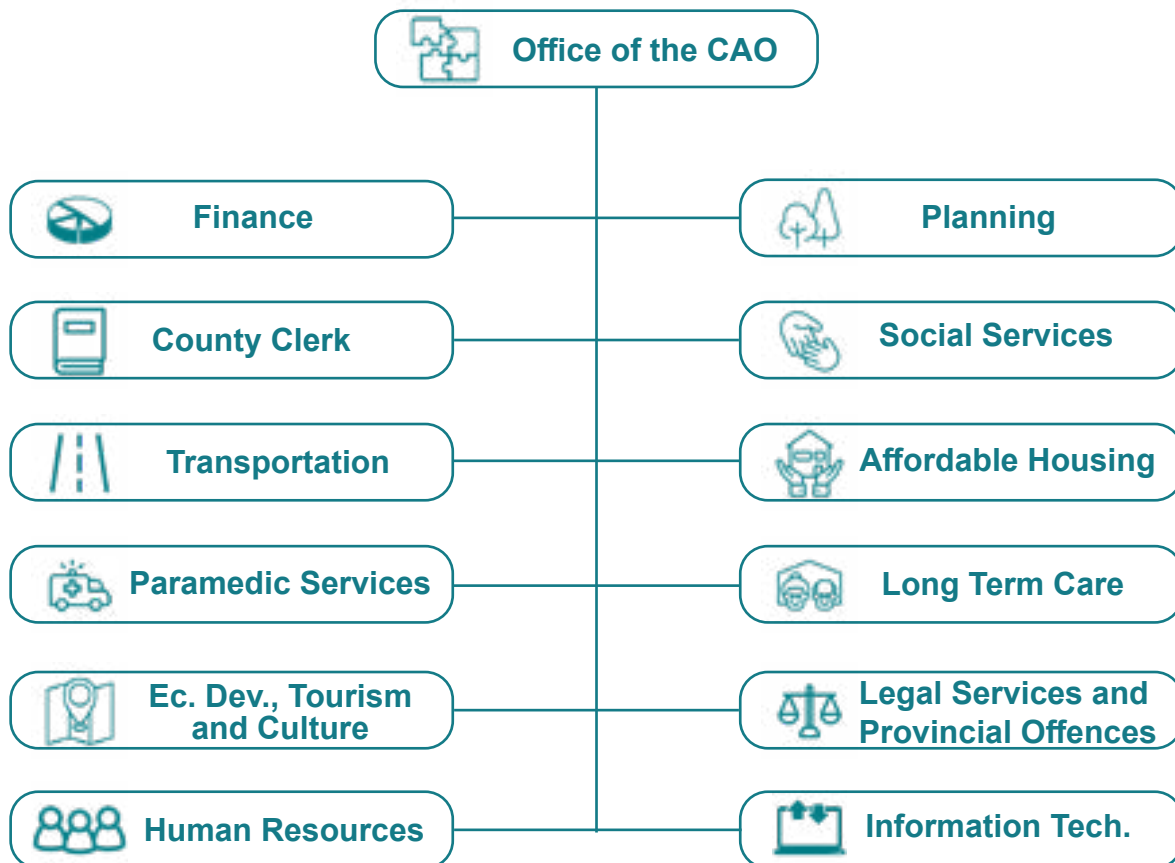 Office of the CAO
Finance
Planning
County Clerk
Social Services
Transportation
Affordable Housing
Paramedic Services
Long Term Care
Ec. Dev., Tourism
and Culture
Legal Services and
Provincial Offences
Human Resources
Information Tech.